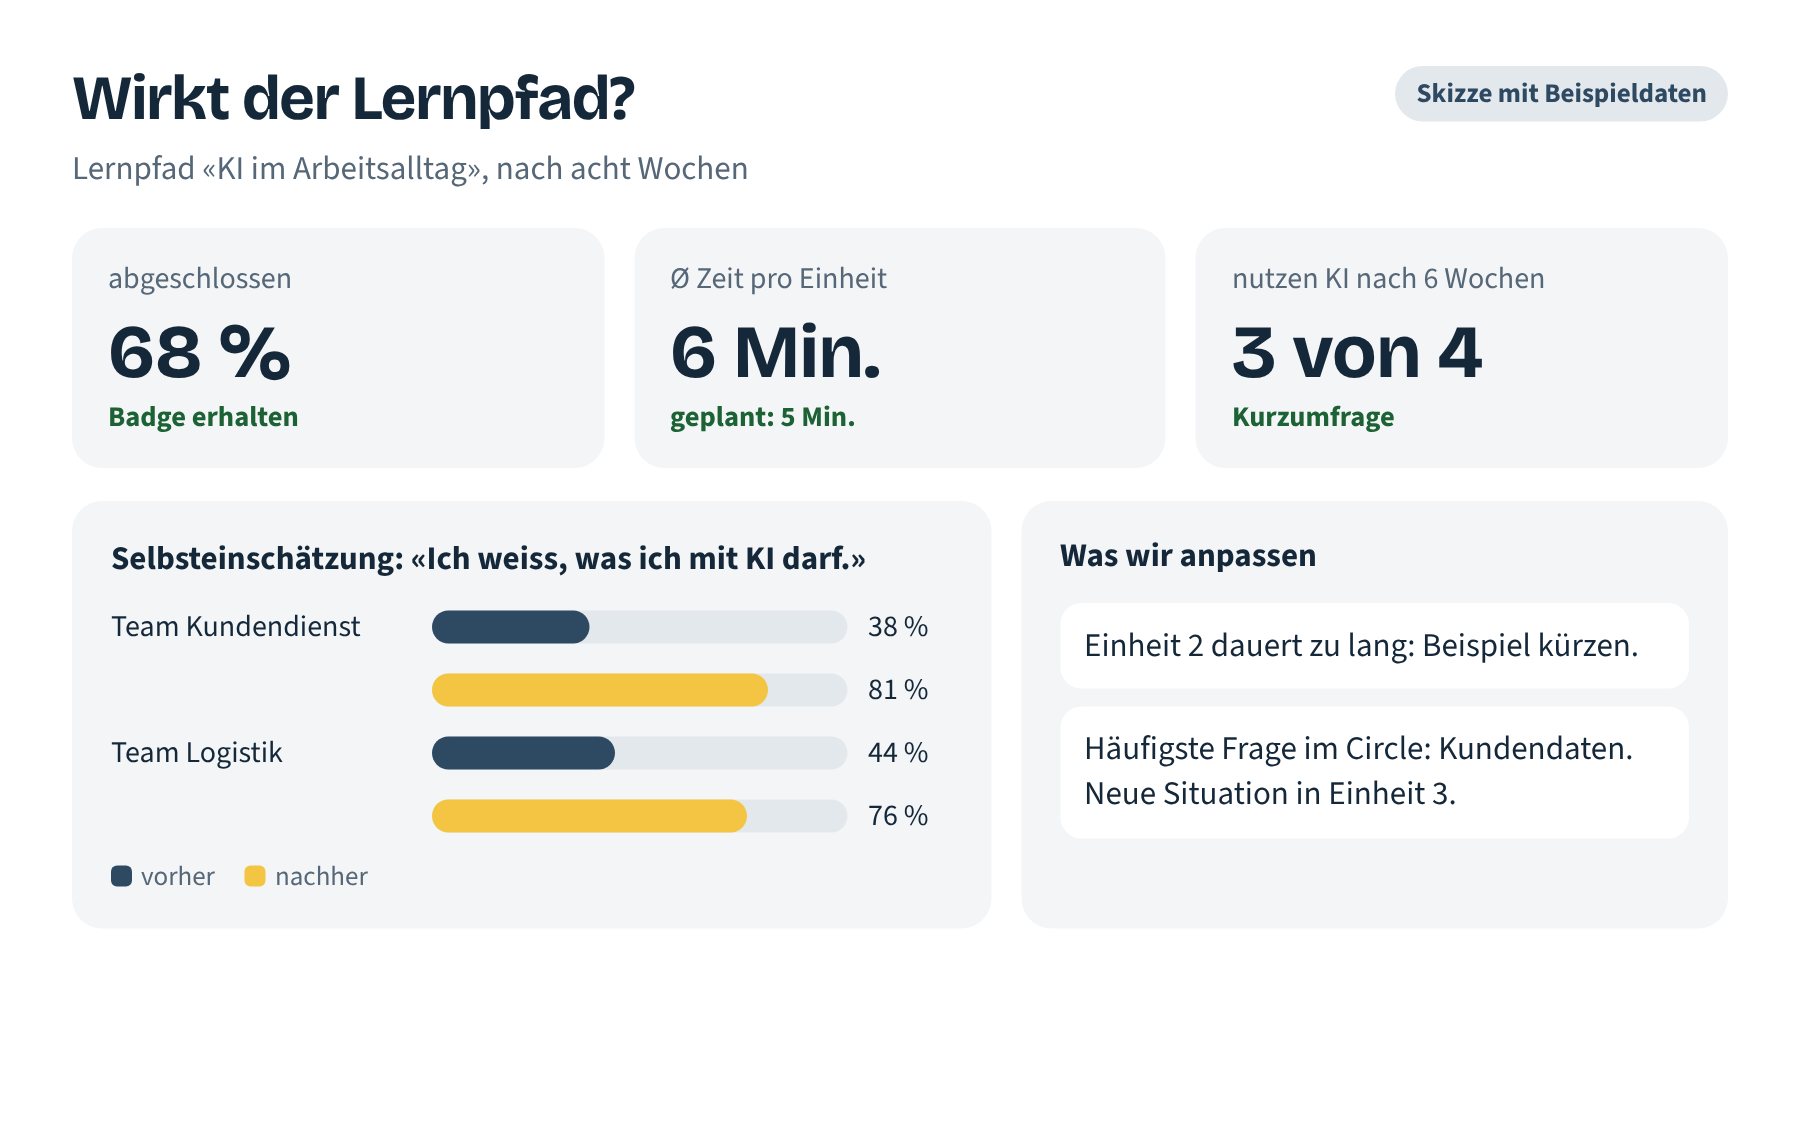 Wirkt der Lernpfad?
Skizze mit Beispieldaten
Lernpfad «KI im Arbeitsalltag», nach acht Wochen
abgeschlossen
68 %
Badge erhalten
Ø Zeit pro Einheit
6 Min.
geplant: 5 Min.
nutzen KI nach 6 Wochen
3 von 4
Kurzumfrage
Selbsteinschätzung: «Ich weiss, was ich mit KI darf.»
Team Kundendienst
38 %
81 %
Team Logistik
44 %
76 %
vorher
nachher
Was wir anpassen
Einheit 2 dauert zu lang: Beispiel kürzen.
Häufigste Frage im Circle: Kundendaten.
Neue Situation in Einheit 3.